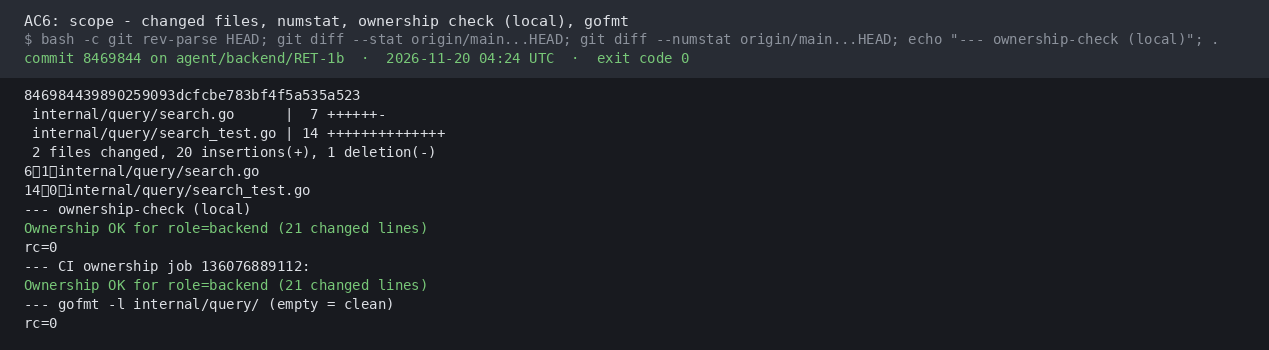 AC6: scope - changed files, numstat, ownership check (local), gofmt
$ bash -c git rev-parse HEAD; git diff --stat origin/main...HEAD; git diff --numstat origin/main...HEAD; echo "--- ownership-check (local)"; .
commit 8469844 on agent/backend/RET-1b · 2026-11-20 04:24 UTC · exit code 0
846984439890259093dcfcbe783bf4f5a535a523
internal/query/search.go | 7 ++++++-
internal/query/search_test.go | 14 ++++++++++++++
2 files changed, 20 insertions(+), 1 deletion(-)
6□1□internal/query/search.go
14□0□internal/query/search_test.go
--- ownership-check (local)
Ownership OK for role=backend (21 changed lines)
rc=0
--- CI ownership job 136076889112:
Ownership OK for role=backend (21 changed lines)
--- gofmt -l internal/query/ (empty = clean)
rc=0